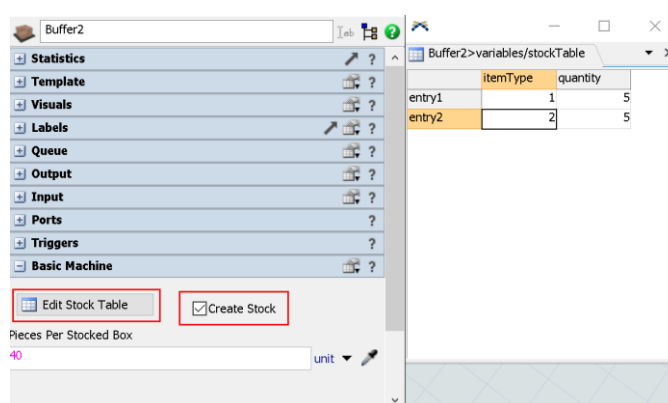 Buffer2
Statistics
Template
Visuals
Labels
Queue
Output
Input
Ports
Triggers
Basic Machine
Edit Stock Table
Create Stock
Pieces Per Stocked Box
40
unit
Buffer2>variables/stockTable
itemType quantity
entry1 1 5
entry2 2 5